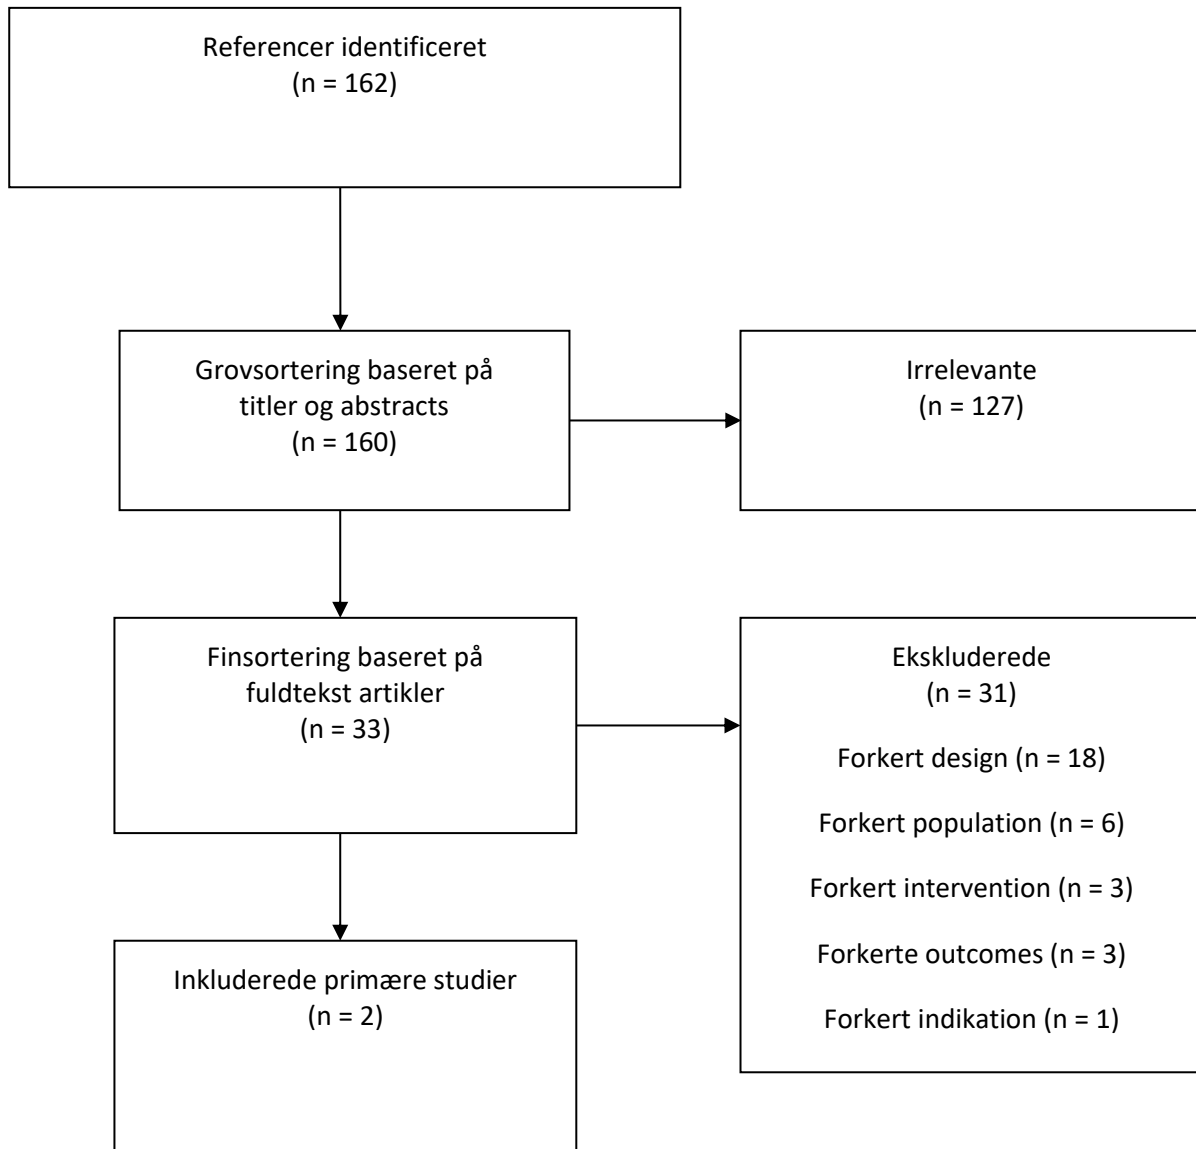 Referencer identificeret
(n = 162)
Grovsortering baseret på
titler og abstracts
(n = 160)
Irrelevante
(n = 127)
Finsortering baseret på
fuldtekst artikler
(n = 33)
Ekskluderede
(n = 31)
Forkert design (n = 18)
Forkert population (n = 6)
Forkert intervention (n = 3)
Forkerte outcomes (n = 3)
Forkert indikation (n = 1)
Inkluderede primære studier
(n = 2)